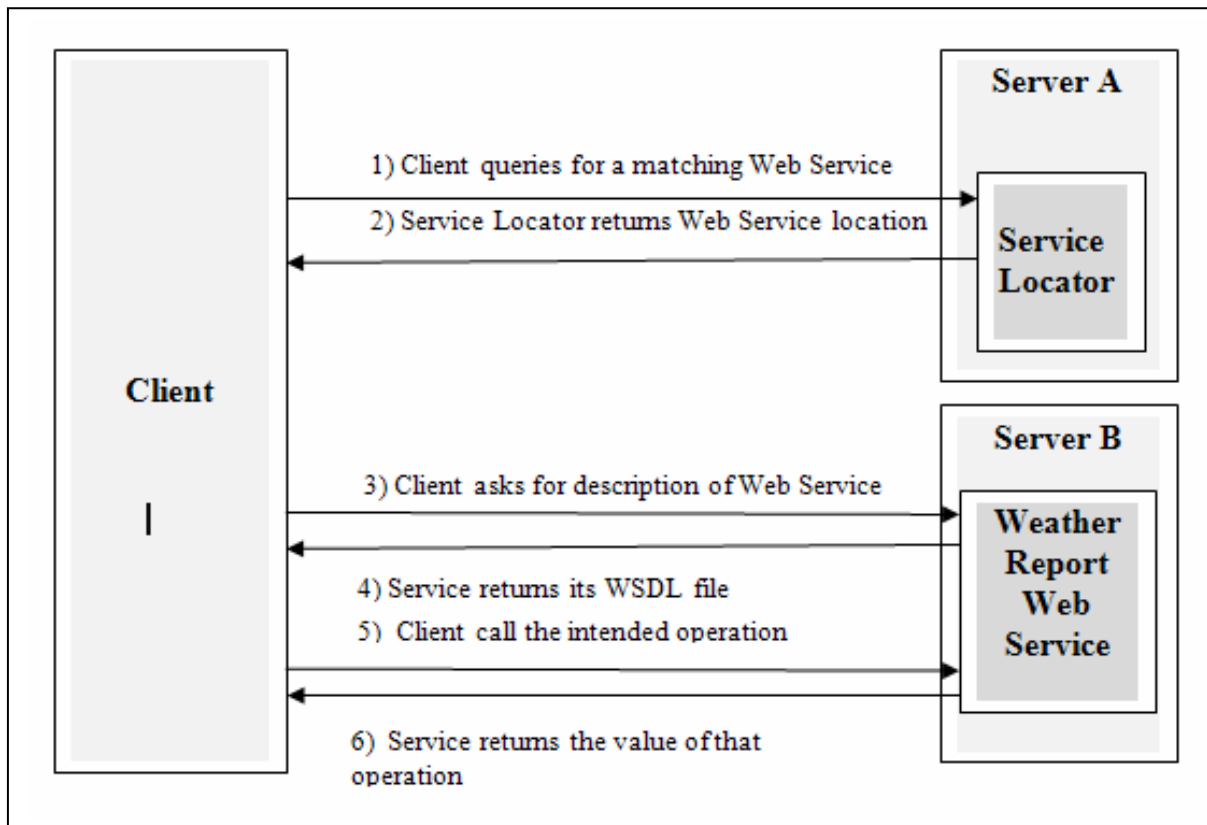 Server A
1) Client queries for a matching Web Service
2) Service Locator returns Web Service location
Service
Locator
Client
Server B
3) Client asks for description of Web Service
Weather
Report
Web
Service
4) Service returns its WSDL file
5) Client call the intended operation
6) Service returns the value of that
operation